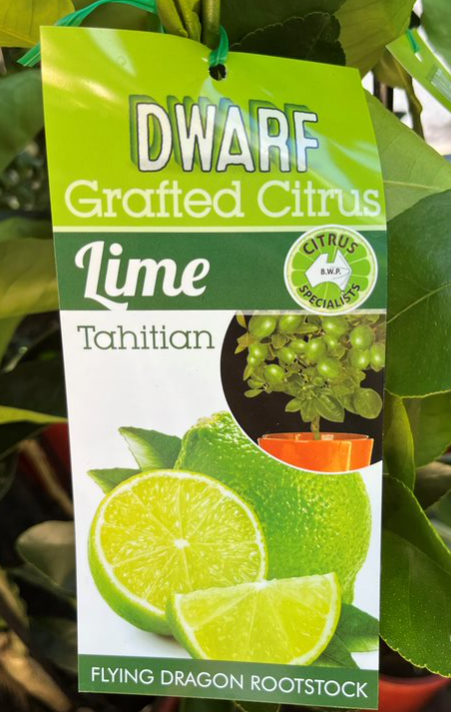 DWARF
Grafted Citrus
Lime
CITRUS
B.W.P.
SPECIALISTS
Tahitian
FLYING DRAGON ROOTSTOCK